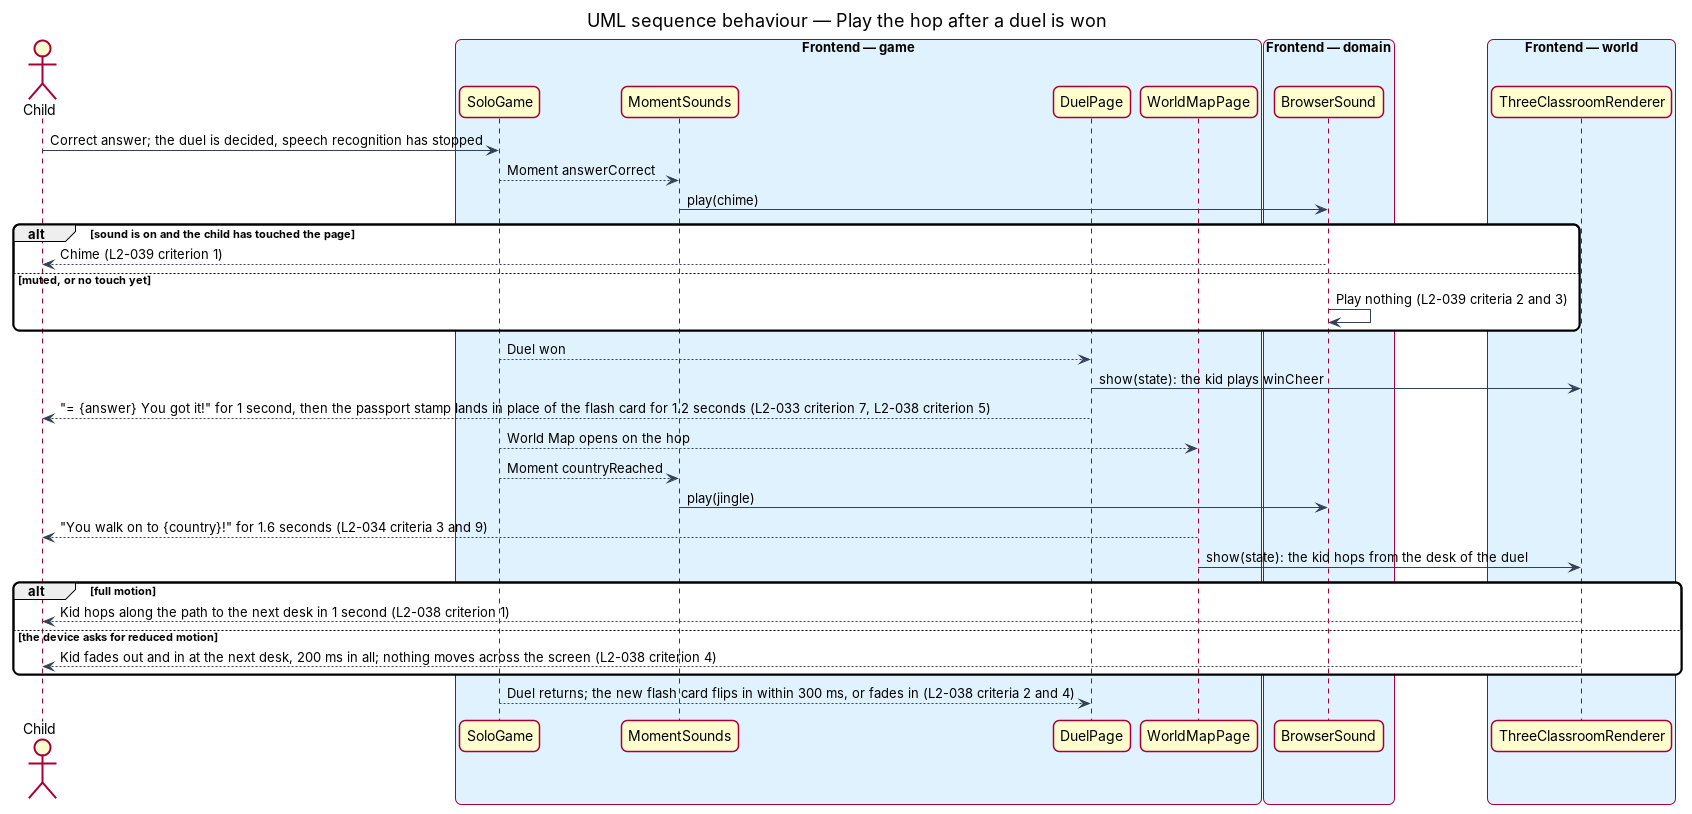 UML sequence behaviour — Play the hop after a duel is won
Frontend — game
Frontend — domain
Frontend — world
Child
SoloGame
MomentSounds
DuelPage
WorldMapPage
BrowserSound
ThreeClassroomRenderer
Correct answer; the duel is decided, speech recognition has stopped
Moment answerCorrect
play(chime)
alt
[sound is on and the child has touched the page]
Chime (L2-039 criterion 1)
[muted, or no touch yet]
Play nothing (L2-039 criteria 2 and 3)
Duel won
show(state): the kid plays winCheer
"= {answer} You got it!" for 1 second, then the passport stamp lands in place of the flash card for 1.2 seconds (L2-033 criterion 7, L2-038 criterion 5)
World Map opens on the hop
Moment countryReached
play(jingle)
"You walk on to {country}!" for 1.6 seconds (L2-034 criteria 3 and 9)
show(state): the kid hops from the desk of the duel
alt
[full motion]
Kid hops along the path to the next desk in 1 second (L2-038 criterion 1)
[the device asks for reduced motion]
Kid fades out and in at the next desk, 200 ms in all; nothing moves across the screen (L2-038 criterion 4)
Duel returns; the new flash card flips in within 300 ms, or fades in (L2-038 criteria 2 and 4)
Child
SoloGame
MomentSounds
DuelPage
WorldMapPage
BrowserSound
ThreeClassroomRenderer